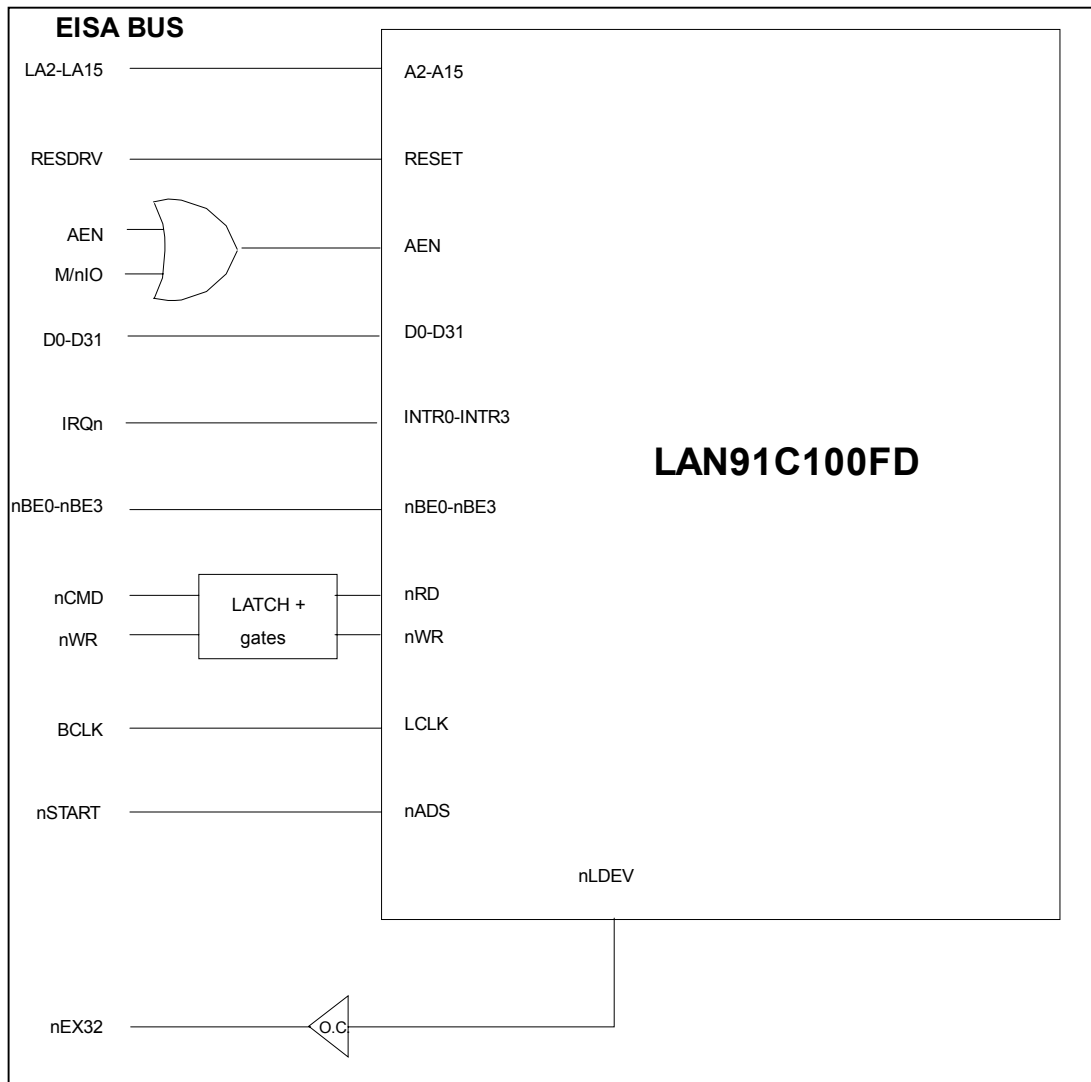 EISA BUS
LA2-LA15
A2-A15
RESDRV
RESET
AEN
M/nIO
AEN
D0-D31
D0-D31
IRQn
INTR0-INTR3
LAN91C100FD
nBE0-nBE3
nBE0-nBE3
nCMD
nWR
LATCH +
gates
nRD
nWR
BCLK
LCLK
nSTART
nADS
nLDEV
nEX32
O.C.